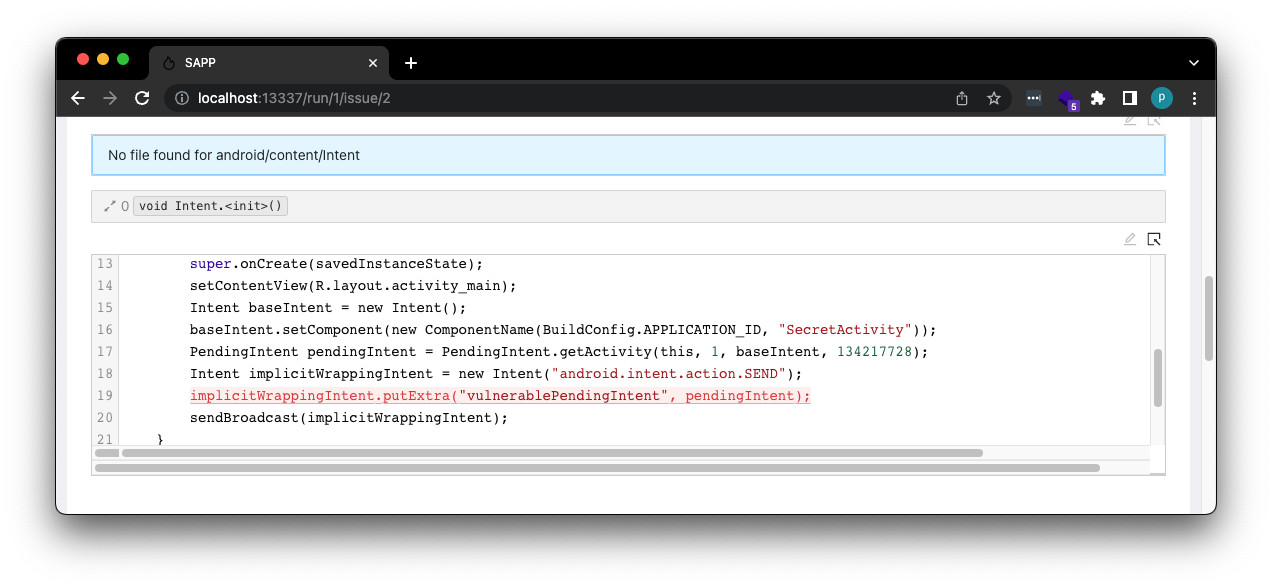 SAPP
localhost:13337/run/1/issue/2
5
P
No file found for android/content/Intent
0 void Intent.<init>()
13 super.onCreate(savedInstanceState);
14 setContentView(R.layout.activity_main);
15 Intent baseIntent = new Intent();
16 baseIntent.setComponent(new ComponentName(BuildConfig.APPLICATION_ID, "SecretActivity"));
17 PendingIntent pendingIntent = PendingIntent.getActivity(this, 1, baseIntent, 134217728);
18 Intent implicitWrappingIntent = new Intent("android.intent.action.SEND");
19 implicitWrappingIntent.putExtra("vulnerablePendingIntent", pendingIntent);
20 sendBroadcast(implicitWrappingIntent);
21 }